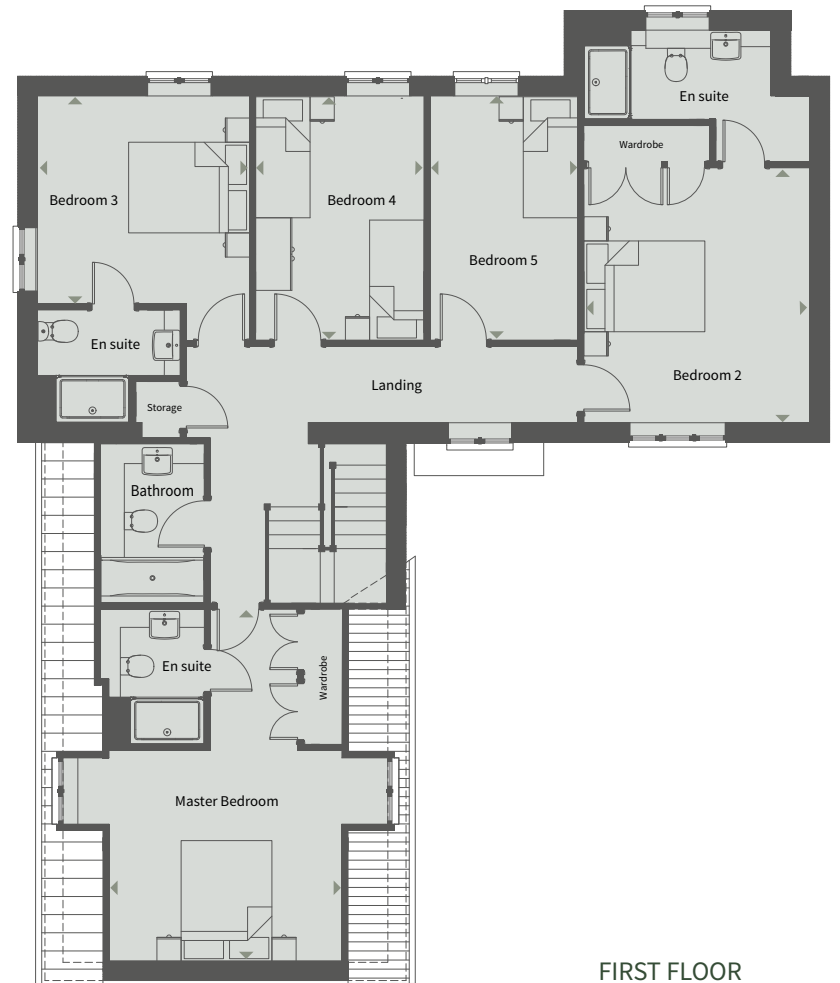 En suite
Wardrobe
Bedroom 3
Bedroom 4
Bedroom 5
En suite
Bedroom 2
Landing
Storage
Bathroom
En suite
Wardrobe
Master Bedroom
FIRST FLOOR